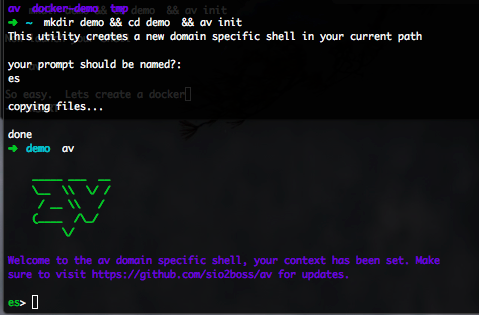 av docker-demo tmp
➜ ~ mkdir demo && cd demo && av init
This utility creates a new domain specific shell in your current path
your prompt should be named?:
es
So easy. Lets create a docker
copying files...
done
➜ demo av
Welcome to the av domain specific shell, your context has been set. Make
sure to visit https://github.com/sio2boss/av for updates.
es>